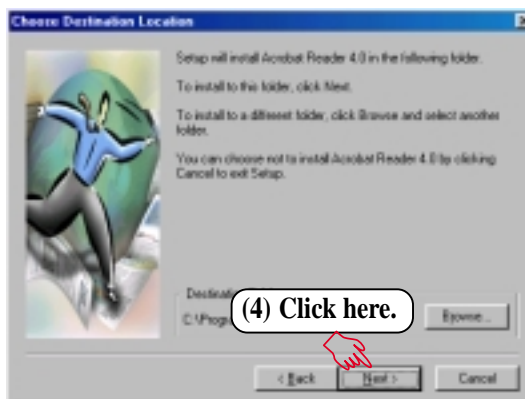 Choose Destination Location
Setup will install Acrobat Reader 4.0 in the following folder.
To install to this folder, click Next.
To install to a different folder, click Browse and select another
folder.
You can choose not to install Acrobat Reader 4.0 by clicking
Cancel to exit Setup.
Destination
C:\Progr
(4) Click here.
Browse...
< Back
Next >
Cancel